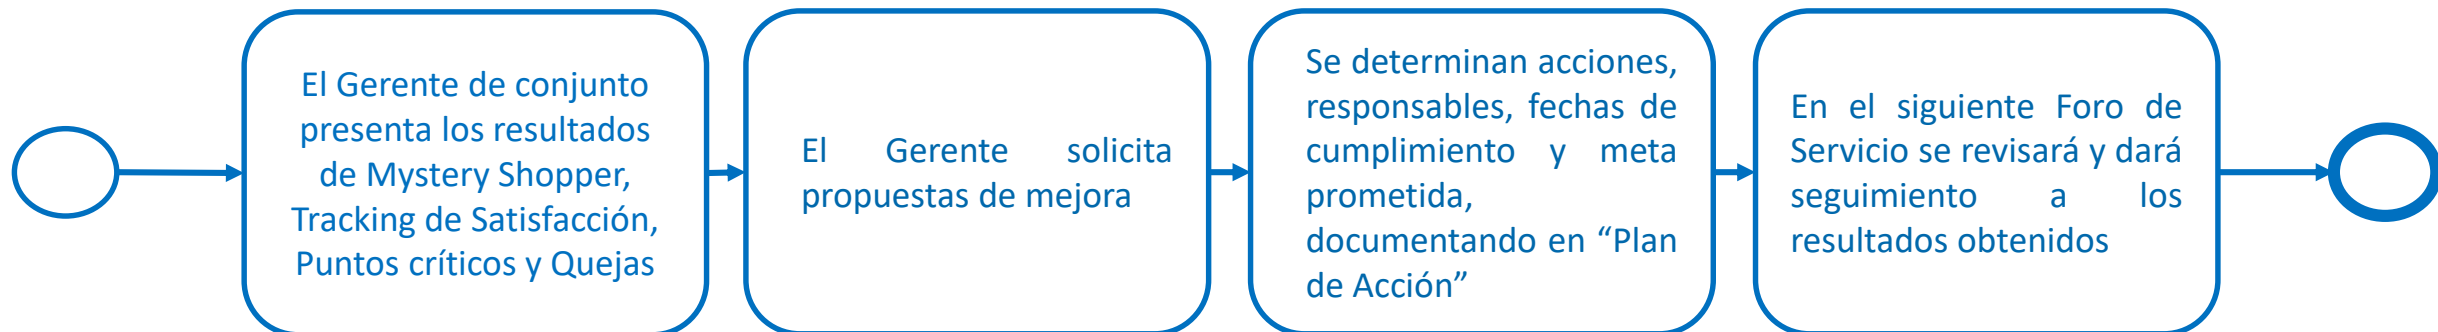 El Gerente de conjunto
presenta los resultados
de Mystery Shopper,
Tracking de Satisfacción,
Puntos críticos y Quejas
El Gerente solicita
propuestas de mejora
Se determinan acciones,
responsables, fechas de
cumplimiento y meta
prometida,
documentando en “Plan
de Acción”
En el siguiente Foro de
Servicio se revisará y dará
seguimiento a los
resultados obtenidos